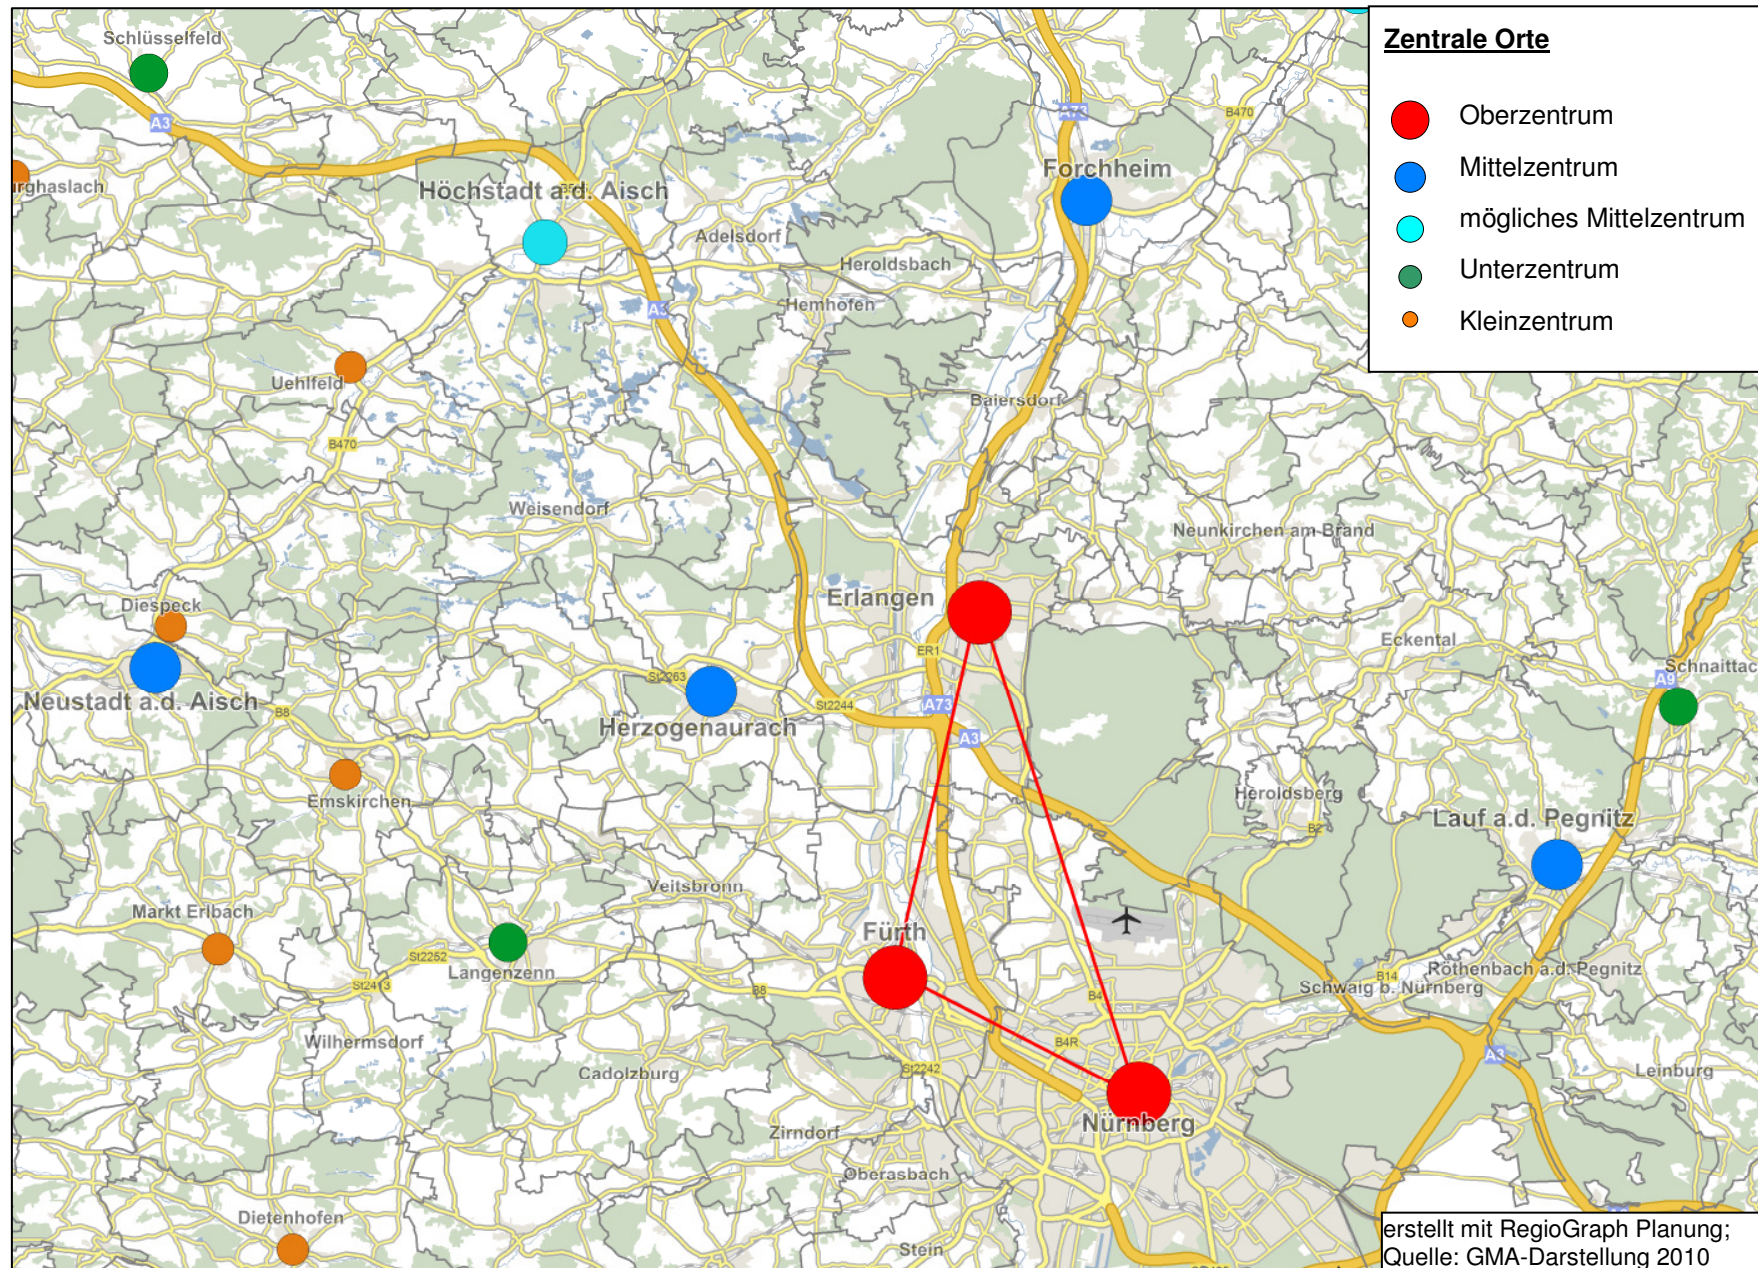 Zentrale Orte
Oberzentrum
Mittelzentrum
mögliches Mittelzentrum
Unterzentrum
Kleinzentrum
Schlüsselfeld
A3
A73
B470
Forchheim
urghaslach
Höchstadt a.d. Aisch
Adelsdorf
Heroldsbach
Hemhofen
A3
Uehlfeld
Baiersdorf
B470
Weisendorf
Neunkirchen am Brand
Erlangen
Diespeck
Eckental
ER1
Schnaittac
St2263
A9
Neustadt a.d. Aisch
B8
Herzogenaurach
St2244
A73
A3
Emskirchen
Heroldsberg
B2
Lauf a.d. Pegnitz
Veitsbronn
Markt Erlbach
Fürth
St2252
Langenzenn
St2413
B8
B4
B14
Röthenbach a.d. Pegnitz
Schwaig b. Nürnberg
Wilhermsdorf
B4R
A3
Cadolzburg
St2242
Leinburg
Nürnberg
Zirndorf
Oberasbach
Dietenhofen
Stein
erstellt mit RegioGraph Planung;
Quelle: GMA-Darstellung 2010